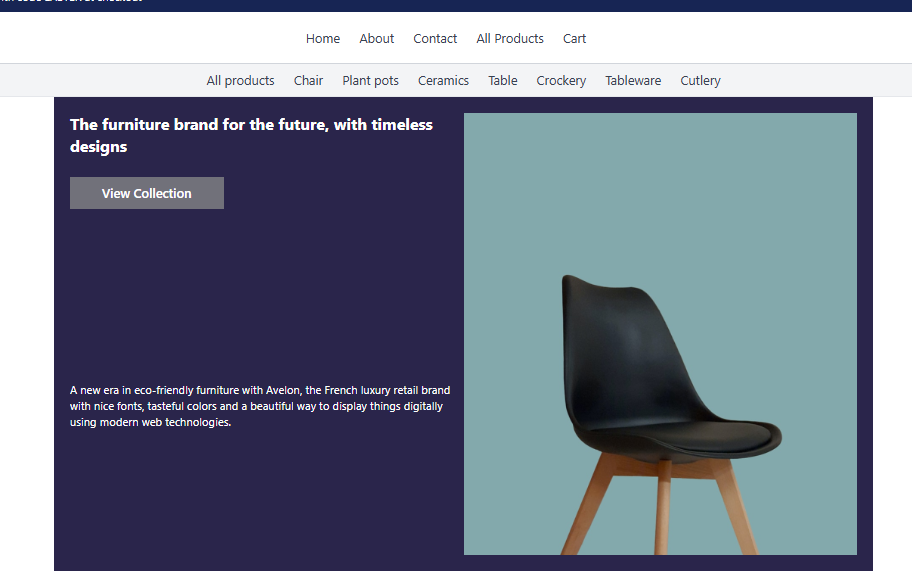 Home About Contact All Products Cart
All products Chair Plant pots Ceramics Table Crockery Tableware Cutlery
The furniture brand for the future, with timeless
designs
View Collection
A new era in eco-friendly furniture with Avelon, the French luxury retail brand
with nice fonts, tasteful colors and a beautiful way to display things digitally
using modern web technologies.